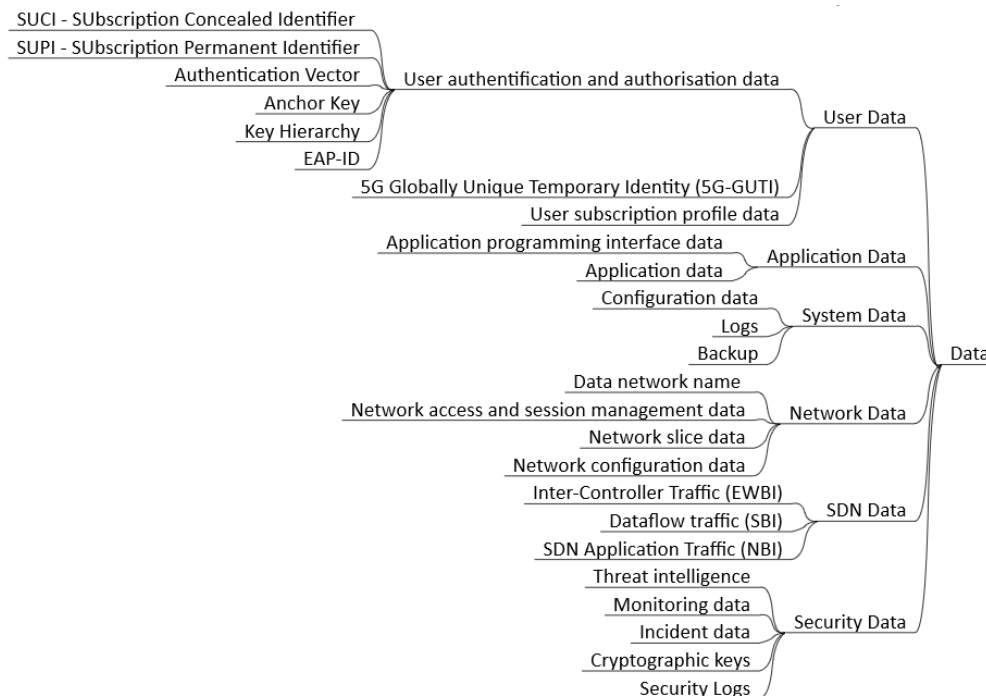 SUCI - SUbscription Concealed Identifier
SUPI - SUbscription Permanent Identifier
Authentication Vector
Anchor Key
Key Hierarchy
EAP-ID
User authentification and authorisation data
5G Globally Unique Temporary Identity (5G-GUTI)
User subscription profile data
User Data
Application programming interface data
Application data
Application Data
Configuration data
Logs
Backup
System Data
Data
Data network name
Network access and session management data
Network slice data
Network configuration data
Network Data
Inter-Controller Traffic (EWBI)
Dataflow traffic (SBI)
SDN Application Traffic (NBI)
SDN Data
Threat intelligence
Monitoring data
Incident data
Cryptographic keys
Security Logs
Security Data